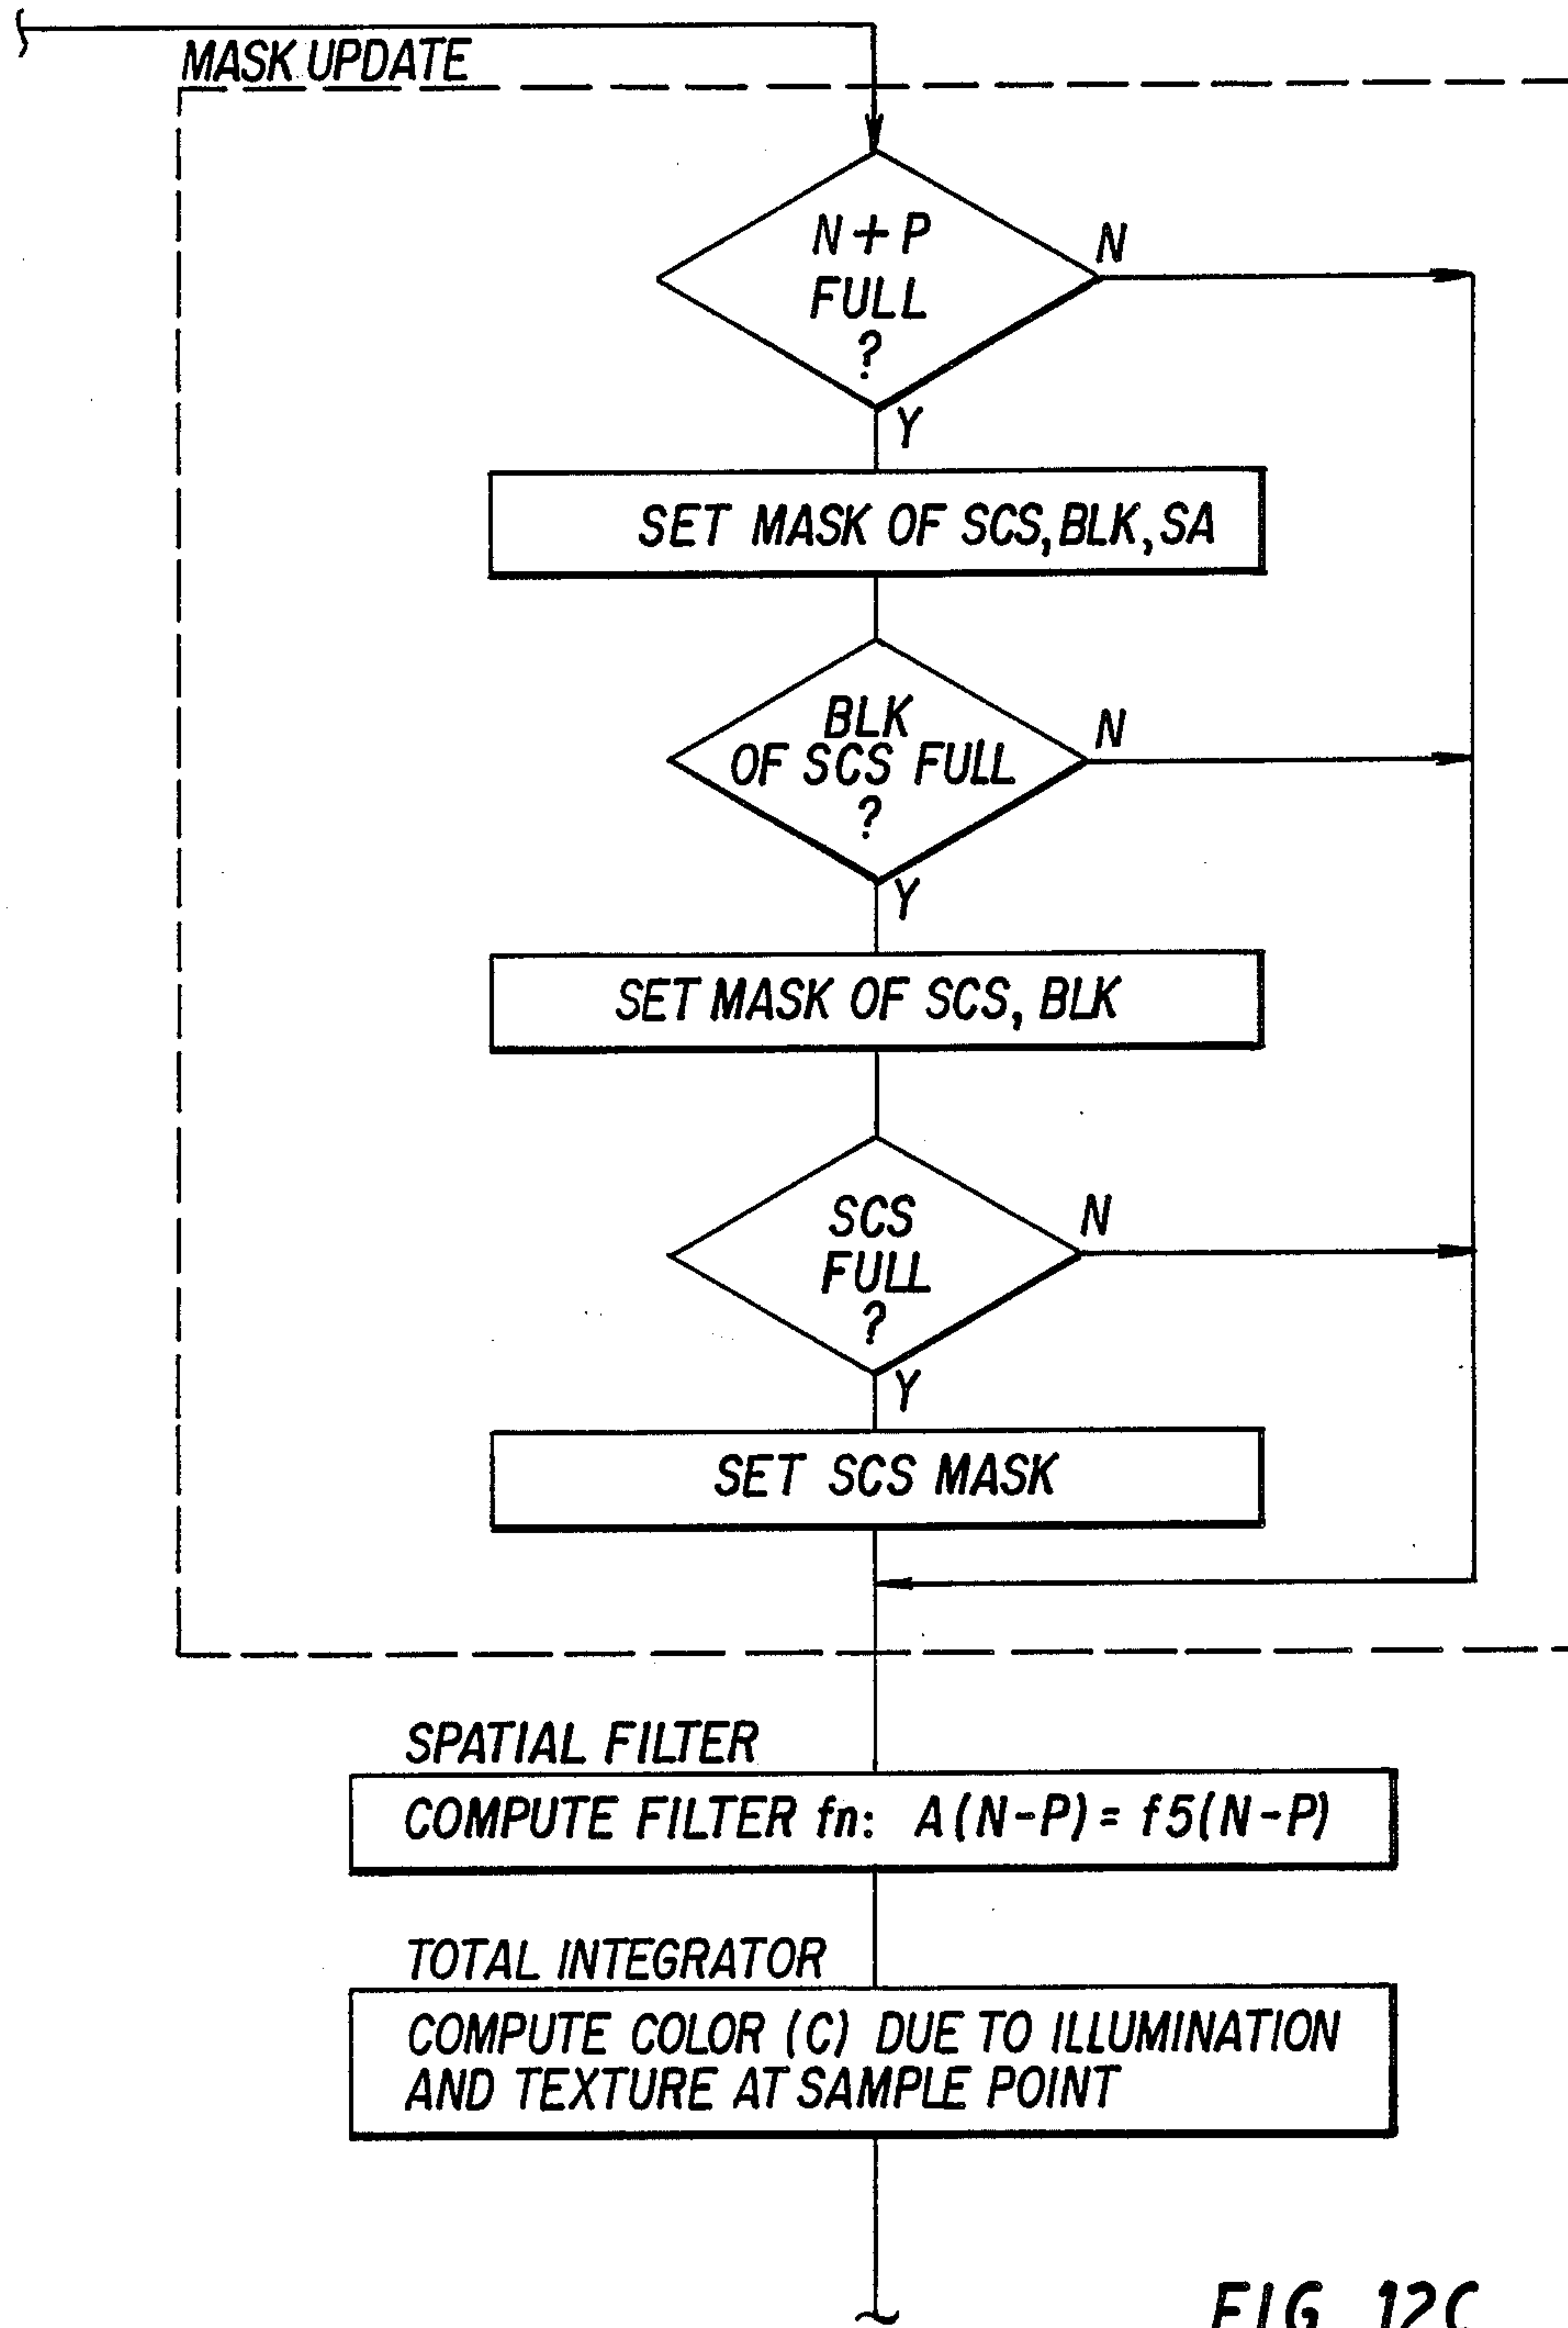 MASK UPDATE
N+P
FULL
?
N
Y
SET MASK OF SCS, BLK, SA
BLK
OF SCS FULL
?
N
Y
SET MASK OF SCS, BLK
SCS
FULL
?
N
Y
SET SCS MASK
SPATIAL FILTER
COMPUTE FILTER fn: A(N-P) = f5(N-P)
TOTAL INTEGRATOR
COMPUTE COLOR (C) DUE TO ILLUMINATION
AND TEXTURE AT SAMPLE POINT
FIG. 12C